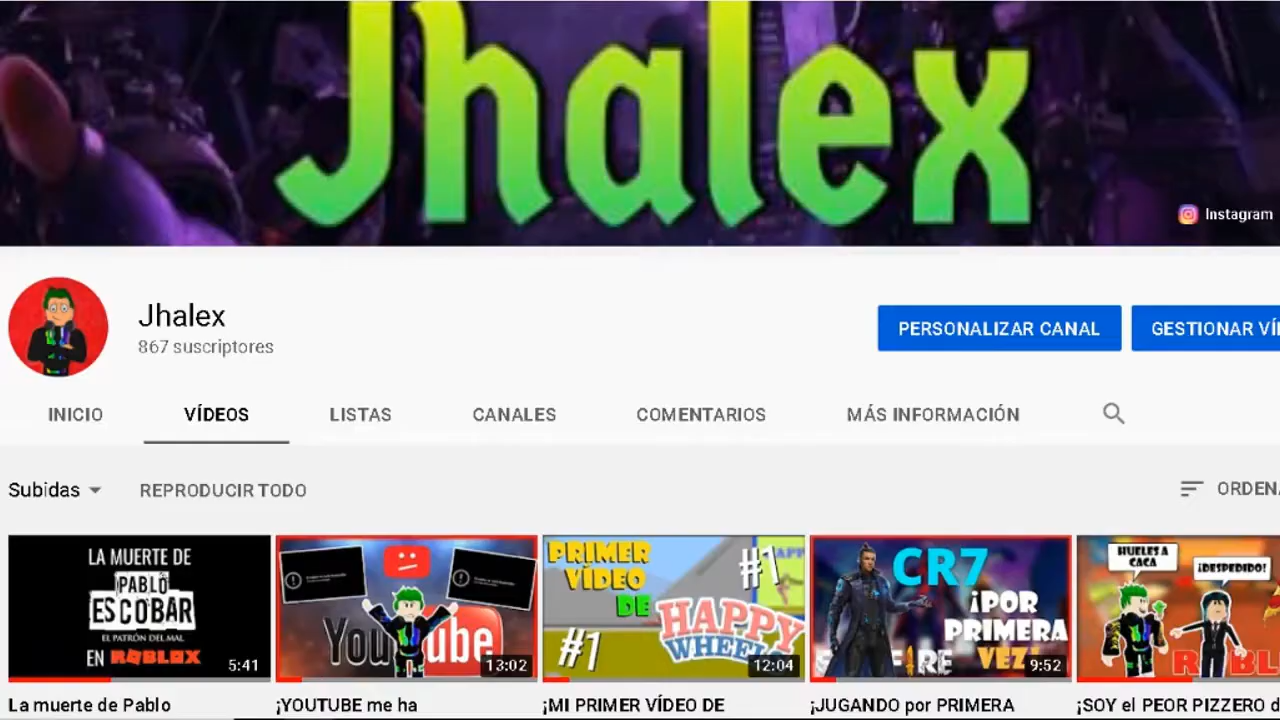 Jhalex
Instagram
Jhalex
867 suscriptores
PERSONALIZAR CANAL
GESTIONAR VÍ
INICIO
VÍDEOS
LISTAS
CANALES
COMENTARIOS
MÁS INFORMACIÓN
Subidas
REPRODUCIR TODO
ORDENA
LA MUERTE DE
PABLO
ESCOBAR
EL PATRÓN DEL MAL
EN ROBLOX
5:41
YouTube
13:02
PRIMER
VÍDEO
DE
#1
HAPPY
WHEELS
#1
12:04
CR7
¡POR
PRIMERA
VEZ!
9:52
HUELES A
CACA
¡DESPEDIDO!
La muerte de Pablo
¡YOUTUBE me ha
¡MI PRIMER VÍDEO DE
¡JUGANDO por PRIMERA
¡SOY el PEOR PIZZERO d